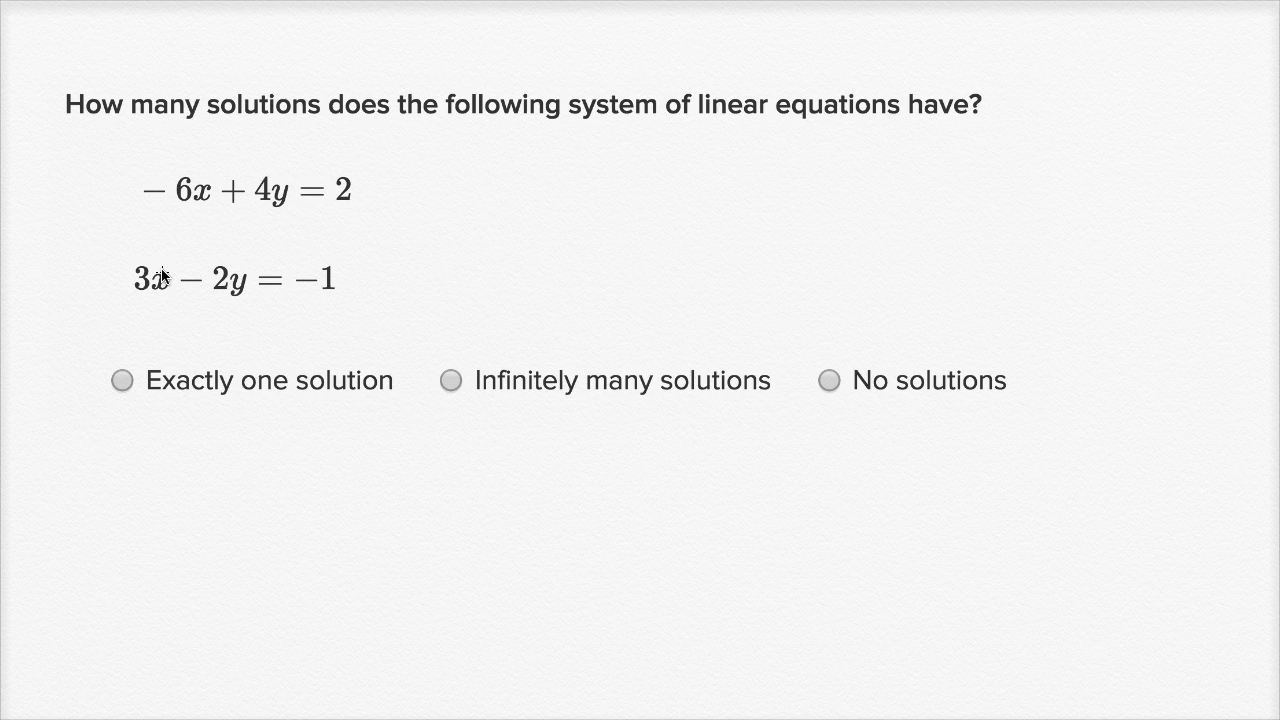 How many solutions does the following system of linear equations have?
− 6x + 4y = 2
3x − 2y = −1
Exactly one solution Infinitely many solutions No solutions